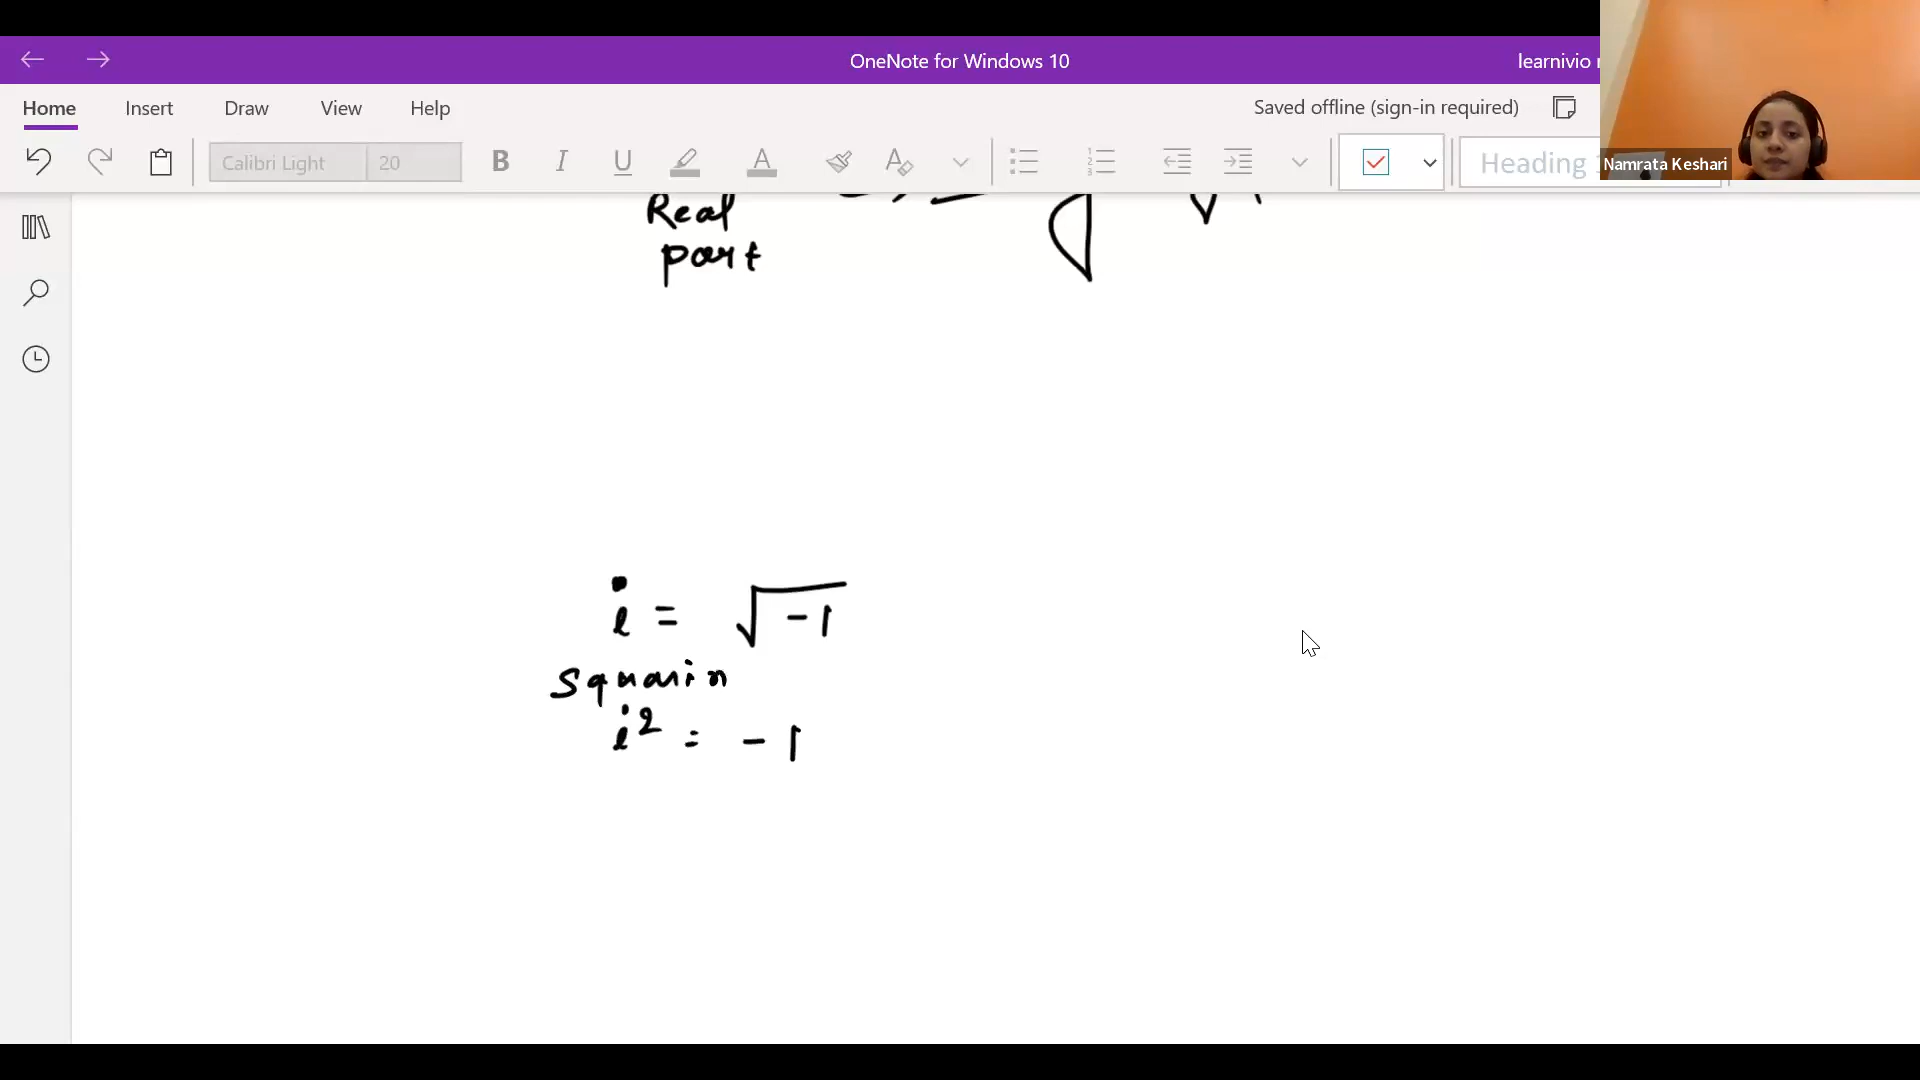 OneNote for Windows 10
learnivio
Home Insert Draw View Help
Saved offline (sign-in required)
Calibri Light 20 B I U A A Heading
Namrata Keshari
Real
part
i = √-1
squarin
i² = -1